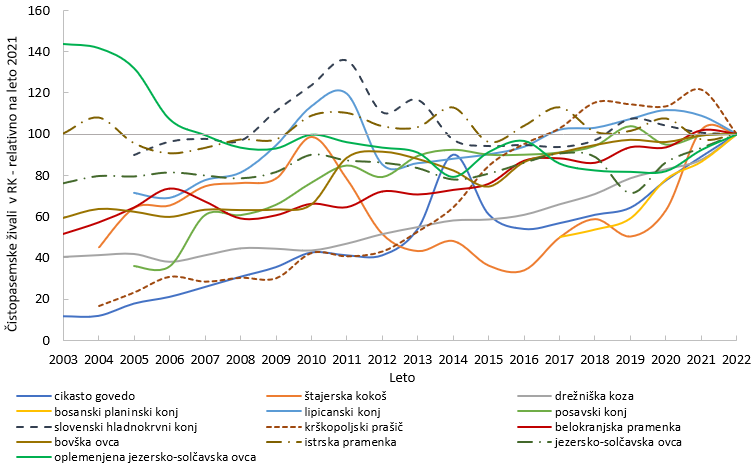 Čistopasemske živali v RK - relativno na leto 2021
160
140
120
100
80
60
40
20
0
2003 2004 2005 2006 2007 2008 2009 2010 2011 2012 2013 2014 2015 2016 2017 2018 2019 2020 2021 2022
Leto
cikasto govedo štajerska kokoš drežniška koza
bosanski planinski konj lipicanski konj posavski konj
slovenski hladnokrvni konj krškopoljski prašič belokranjska pramenka
bovška ovca istrska pramenka jezersko-solčavska ovca
oplemenjena jezersko-solčavska ovca